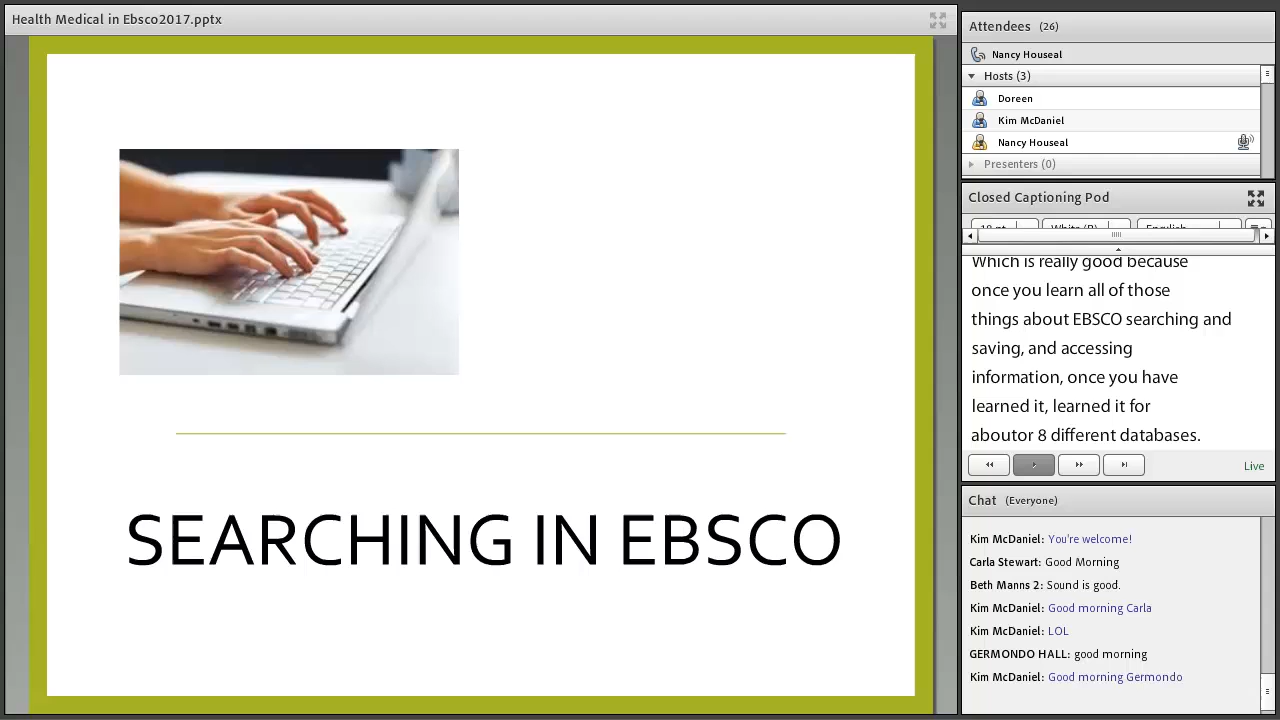 Health Medical in Ebsco2017.pptx
SEARCHING IN EBSCO
Attendees (26)
Nancy Houseal
Hosts (3)
Doreen
Kim McDaniel
Nancy Houseal
Presenters (0)
Closed Captioning Pod
18 pt White (B) English
Which is really good because
once you learn all of those
things about EBSCO searching and
saving, and accessing
information, once you have
learned it, learned it for
aboutor 8 different databases.
Live
Chat (Everyone)
Kim McDaniel: You're welcome!
Carla Stewart: Good Morning
Beth Manns 2: Sound is good.
Kim McDaniel: Good morning Carla
Kim McDaniel: LOL
GERMONDO HALL: good morning
Kim McDaniel: Good morning Germondo